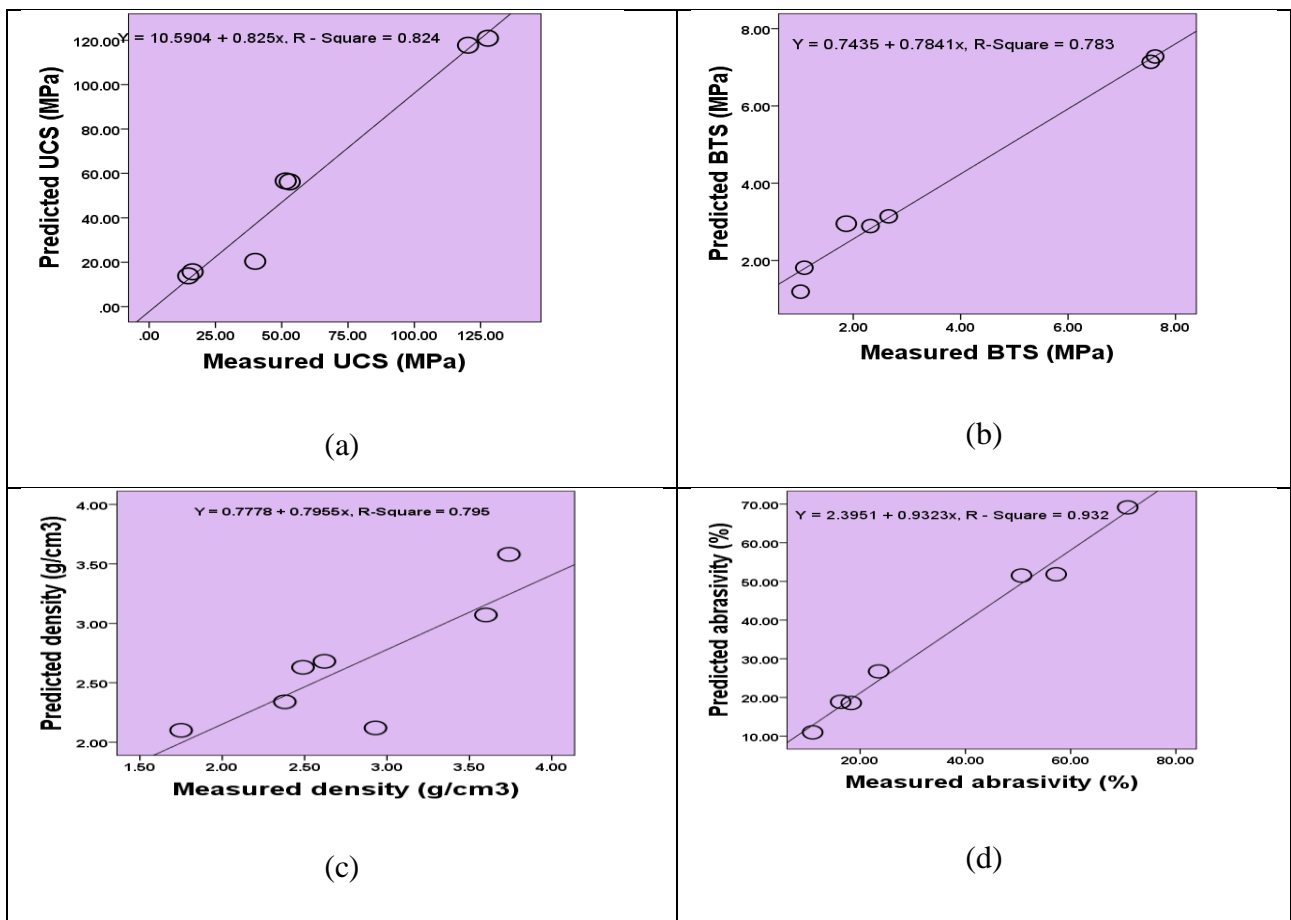 Y = 10.5904 + 0.825x, R - Square = 0.824
120.00
100.00
80.00
60.00
40.00
20.00
.00
Predicted UCS (MPa)
.00 25.00 50.00 75.00 100.00 125.00
Measured UCS (MPa)
(a)
Y = 0.7435 + 0.7841x, R-Square = 0.783
8.00
6.00
4.00
2.00
Predicted BTS (MPa)
2.00 4.00 6.00 8.00
Measured BTS (MPa)
(b)
Y = 0.7778 + 0.7955x, R-Square = 0.795
4.00
3.50
3.00
2.50
2.00
Predicted density (g/cm3)
1.50 2.00 2.50 3.00 3.50 4.00
Measured density (g/cm3)
(c)
Y = 2.3951 + 0.9323x, R - Square = 0.932
70.00
60.00
50.00
40.00
30.00
20.00
10.00
Predicted abrasivity (%)
20.00 40.00 60.00 80.00
Measured abrasivity (%)
(d)